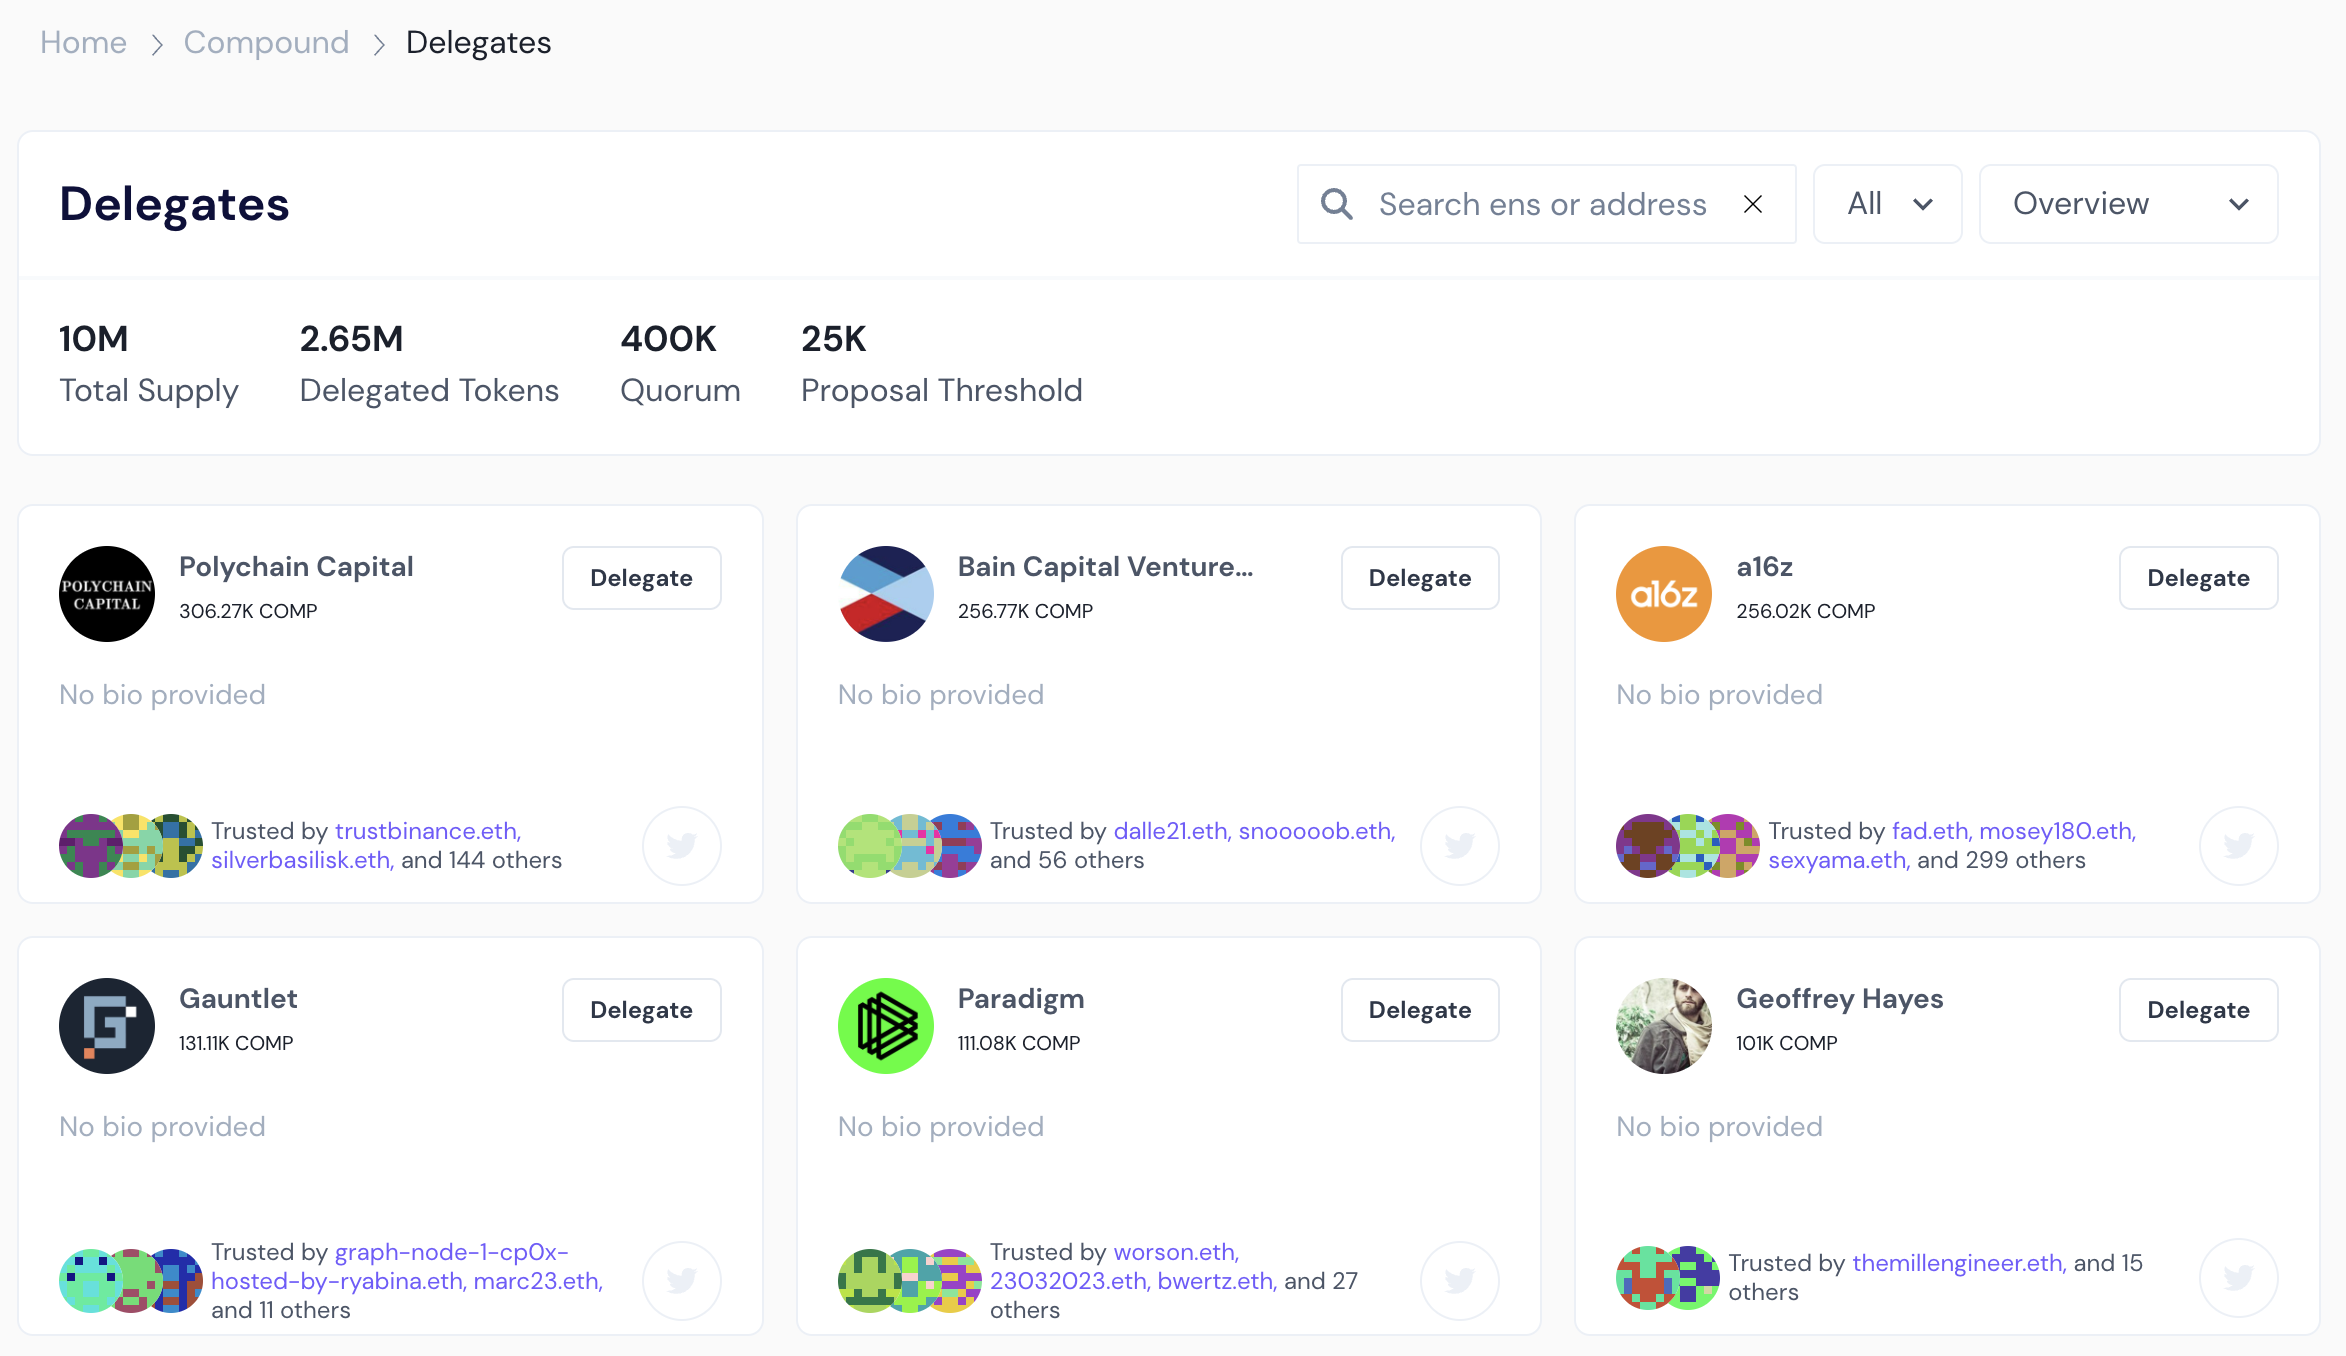 Home > Compound > Delegates
Delegates
Search ens or address
All
Overview
10M
2.65M
400K
25K
Total Supply
Delegated Tokens
Quorum
Proposal Threshold
POLYCHAIN
CAPITAL
Polychain Capital
306.27K COMP
Delegate
No bio provided
Trusted by trustbinance.eth,
silverbasilisk.eth, and 144 others
Bain Capital Venture...
256.77K COMP
Delegate
No bio provided
Trusted by dalle21.eth, snooooob.eth,
and 56 others
a16z
a16z
256.02K COMP
Delegate
No bio provided
Trusted by fad.eth, mosey180.eth,
sexyama.eth, and 299 others
Gauntlet
131.11K COMP
Delegate
No bio provided
Trusted by graph-node-1-cp0x-
hosted-by-ryabina.eth, marc23.eth,
and 11 others
Paradigm
111.08K COMP
Delegate
No bio provided
Trusted by worson.eth,
23032023.eth, bwertz.eth, and 27
others
Geoffrey Hayes
101K COMP
Delegate
No bio provided
Trusted by themillengineer.eth, and 15
others